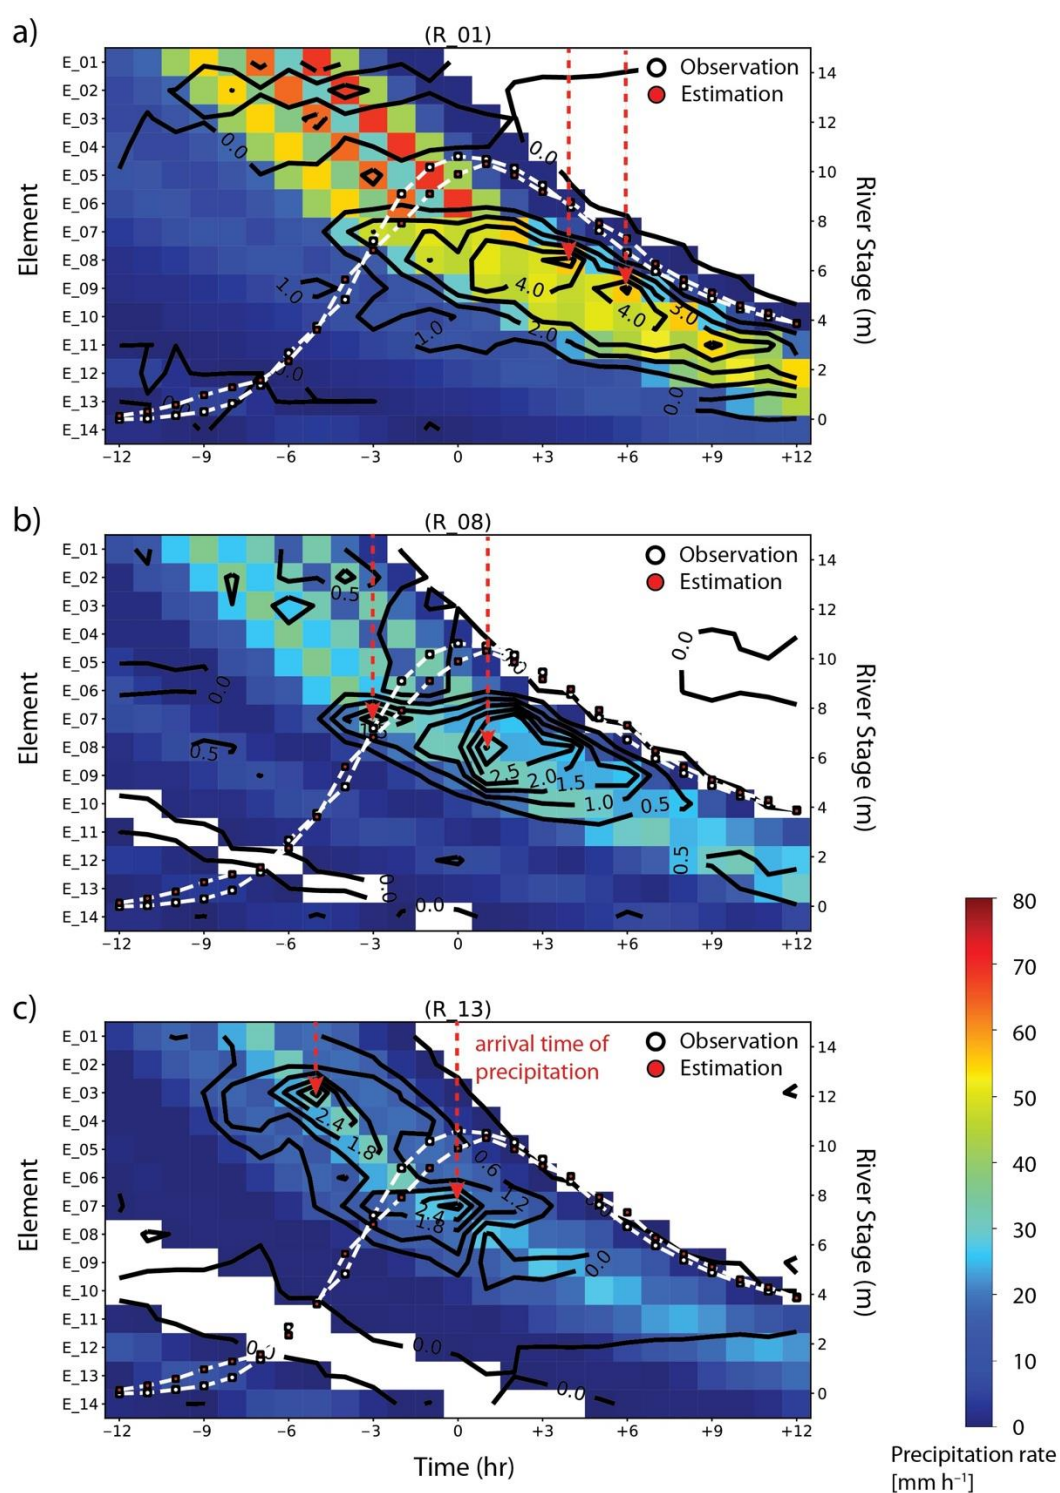 a)
(R_01)
Observation
Estimation
E_01
E_02
E_03
E_04
E_05
E_06
E_07
E_08
E_09
E_10
E_11
E_12
E_13
E_14
Element
0.0
0.0
1.0
1.0
2.0
3.0
4.0
4.0
0.0
14
12
10
8
6
4
2
0
River Stage (m)
−12
−9
−6
−3
0
+3
+6
+9
+12
b)
(R_08)
Observation
Estimation
E_01
E_02
E_03
E_04
E_05
E_06
E_07
E_08
E_09
E_10
E_11
E_12
E_13
E_14
Element
0.5
0.0
0.0
0.5
2.5
2.0
1.5
1.0
0.5
0.5
0.0
0.0
14
12
10
8
6
4
2
0
River Stage (m)
−12
−9
−6
−3
0
+3
+6
+9
+12
c)
(R_13)
Observation
Estimation
arrival time of
precipitation
E_01
E_02
E_03
E_04
E_05
E_06
E_07
E_08
E_09
E_10
E_11
E_12
E_13
E_14
Element
2.4
1.8
0.6
1.2
2.4
1.8
0.0
0.0
0.0
0.0
14
12
10
8
6
4
2
0
River Stage (m)
−12
−9
−6
−3
0
+3
+6
+9
+12
Time (hr)
80
70
60
50
40
30
20
10
0
Precipitation rate
[mm h⁻¹]